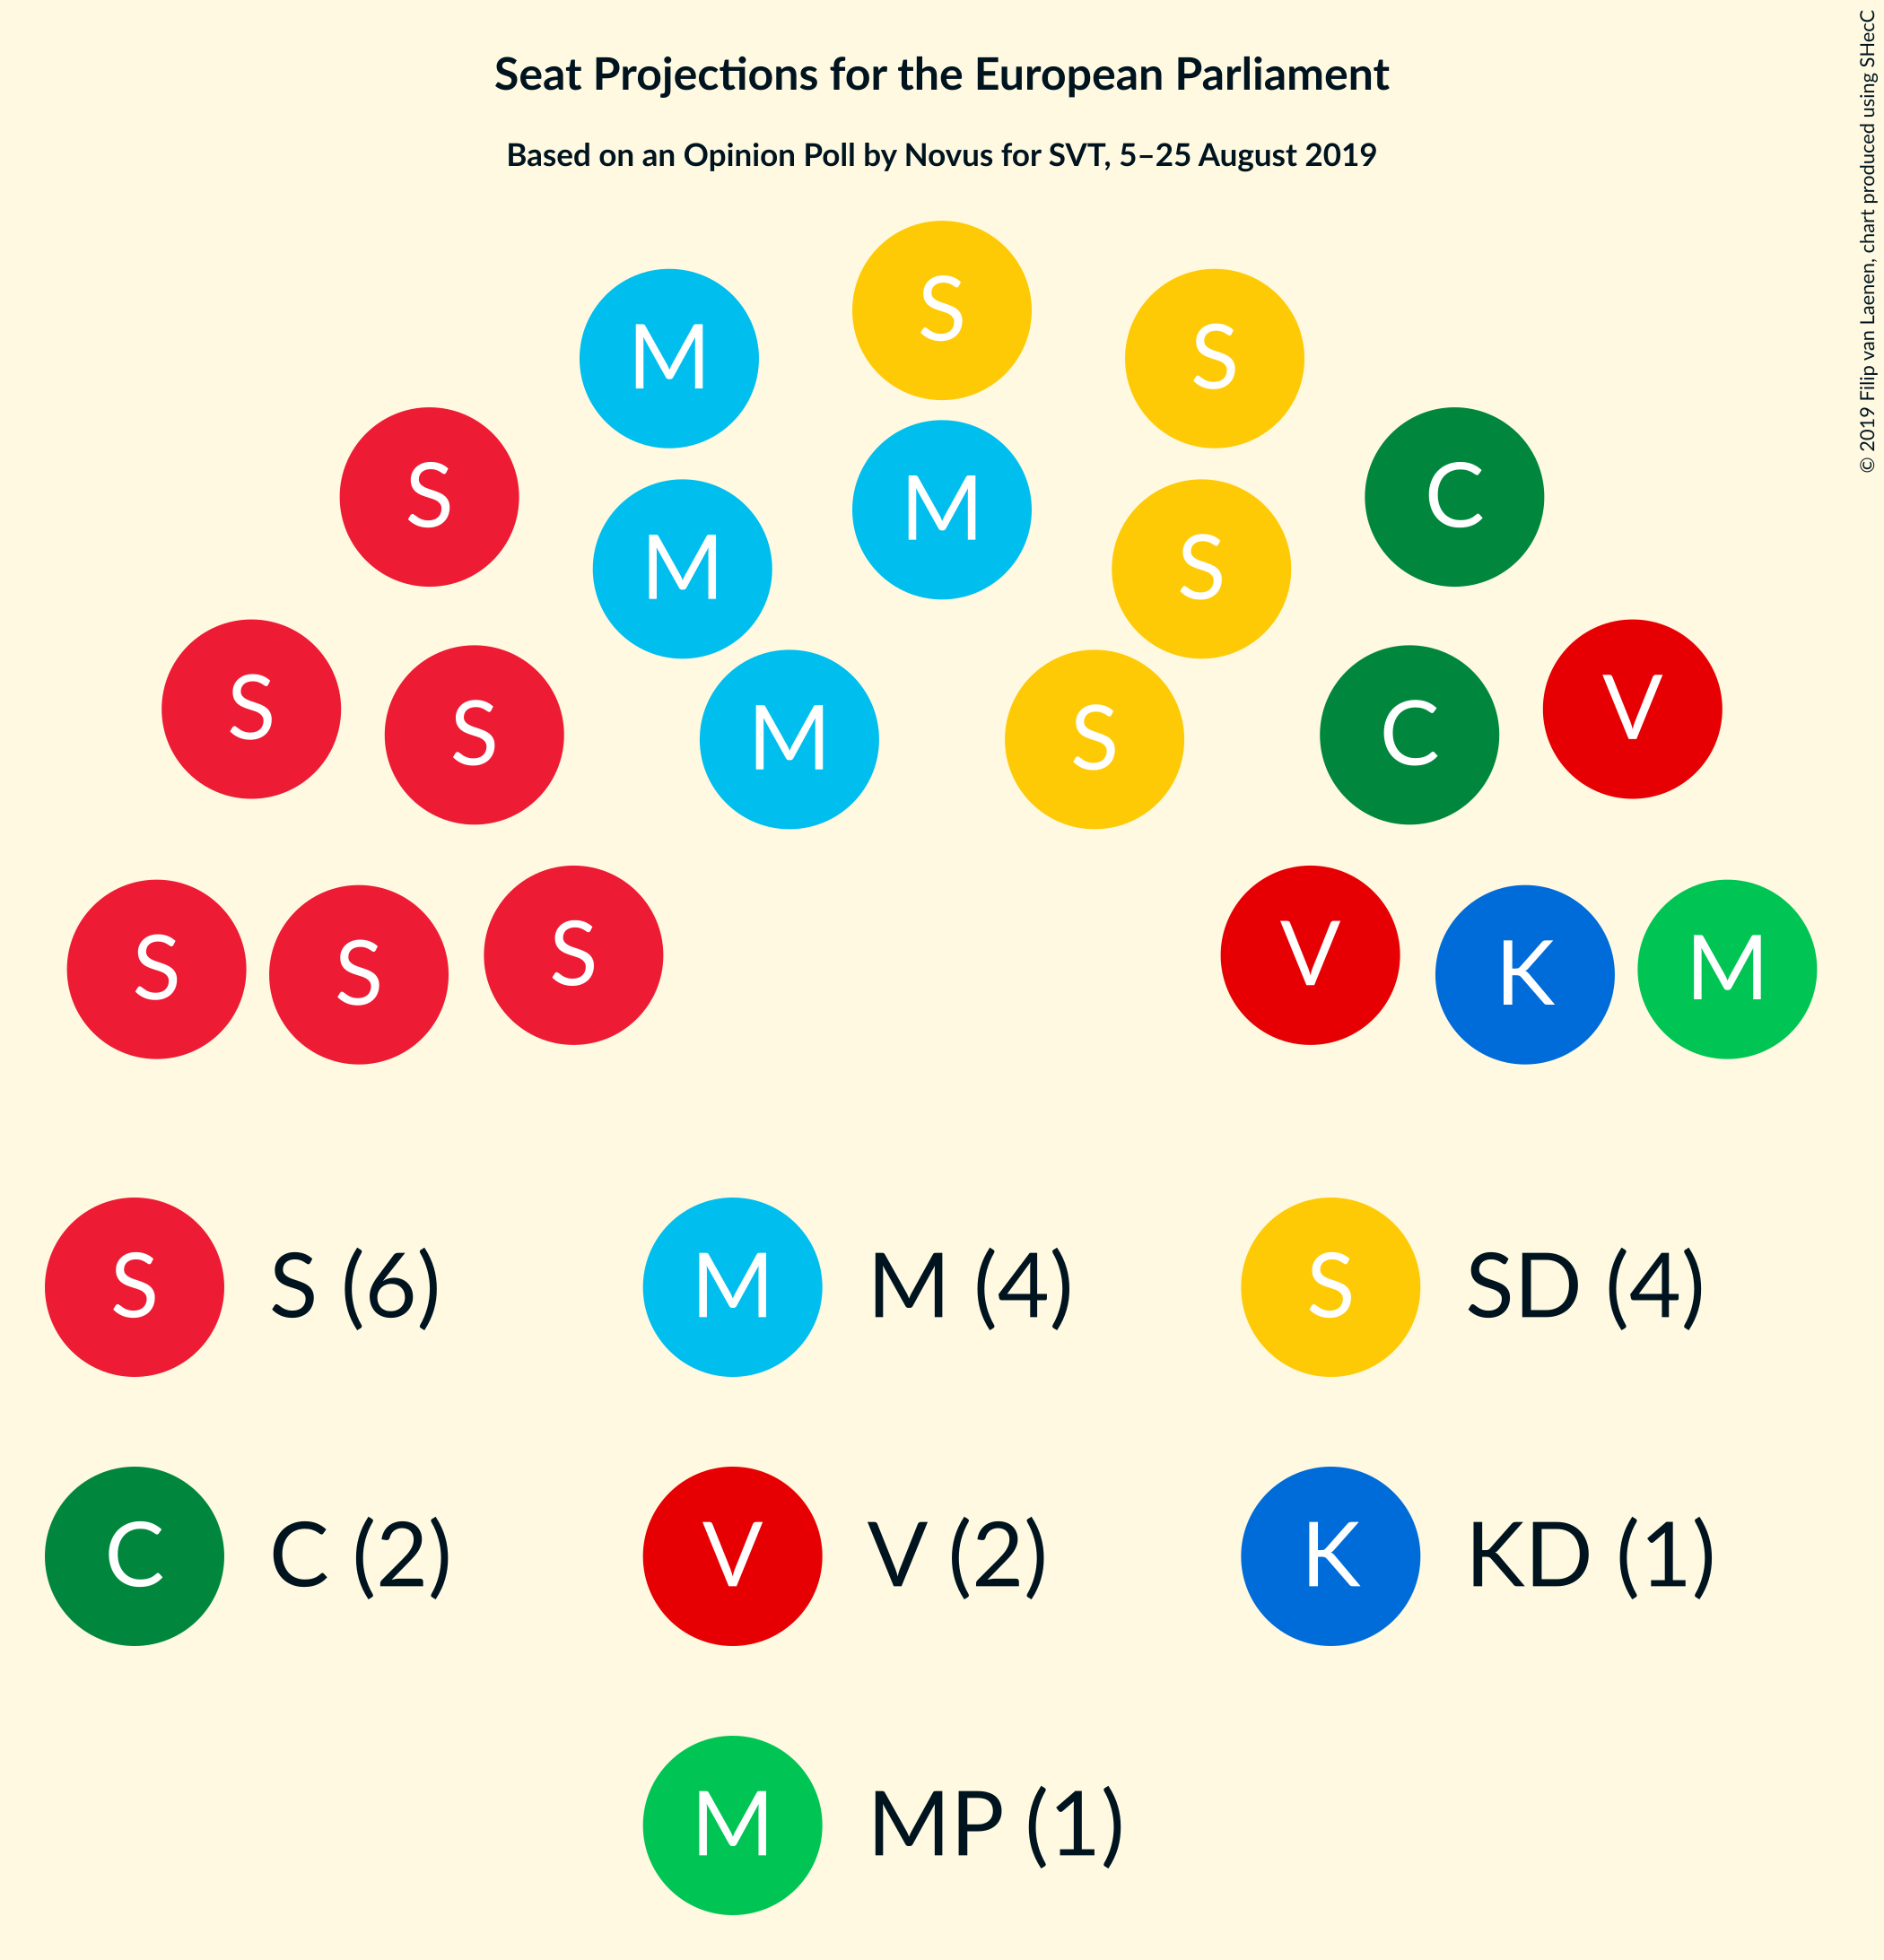 Seat Projections for the European Parliament
Based on an Opinion Poll by Novus for SVT, 5–25 August 2019
© 2019 Filip van Laenen, chart produced using SHecC
S
M
S
S
M
C
S
M
S
S
S
M
S
C
V
S
S
S
V
K
M
S S (6)
M M (4)
S SD (4)
C C (2)
V V (2)
K KD (1)
M MP (1)